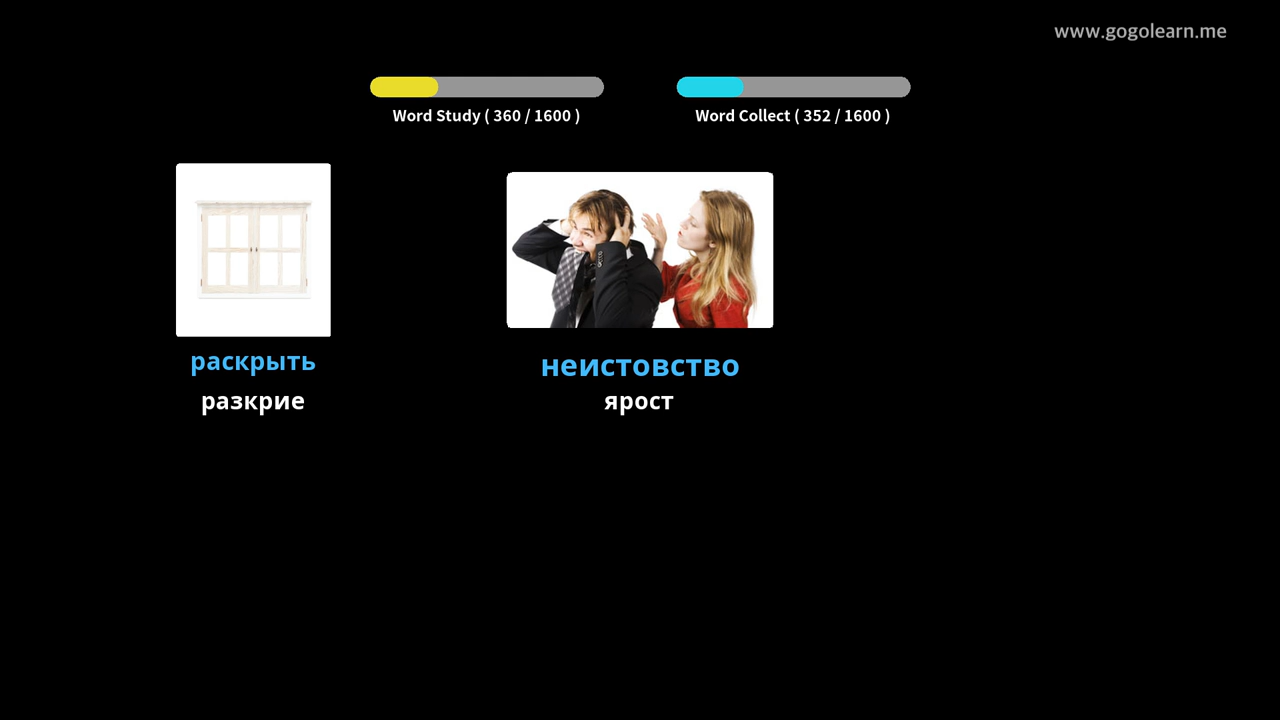 www.gogolearn.me
Word Study ( 360 / 1600 )
Word Collect ( 352 / 1600 )
раскрыть
разкрие
неистовство
ярост